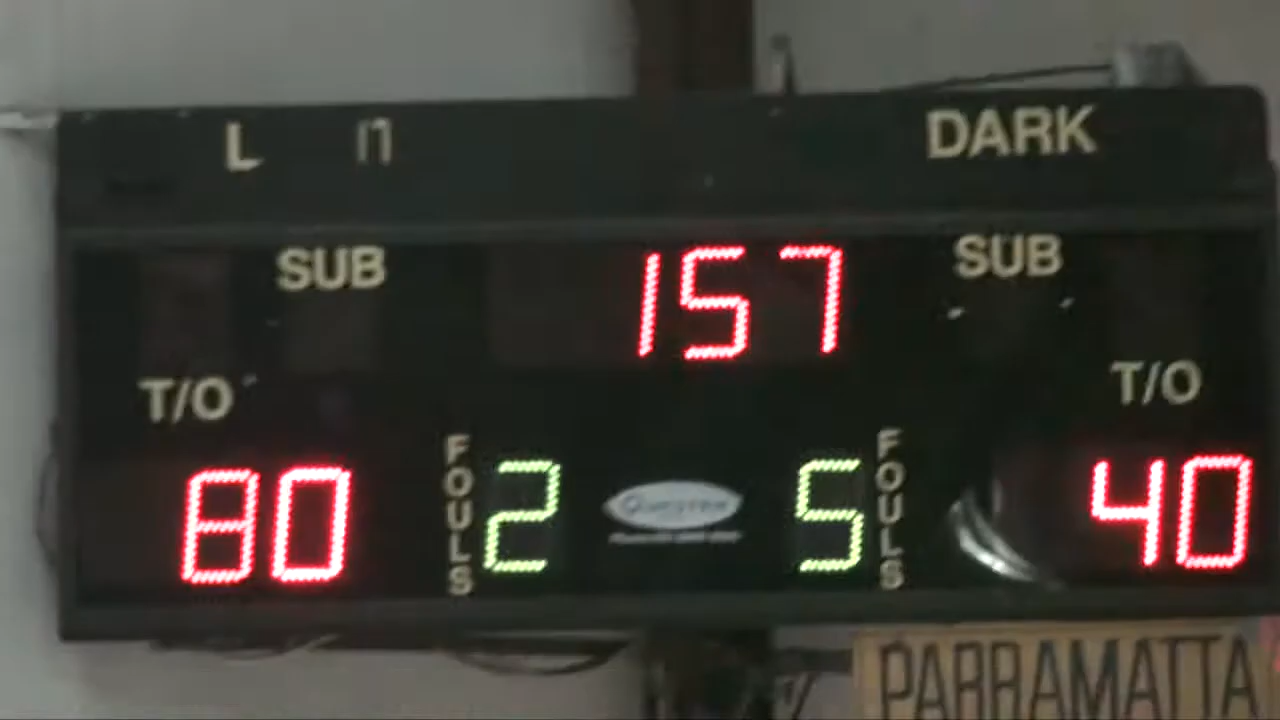 L DARK
SUB 157 SUB
T/O T/O
80 FOULS 2 5 FOULS 40
PARRAMATTA